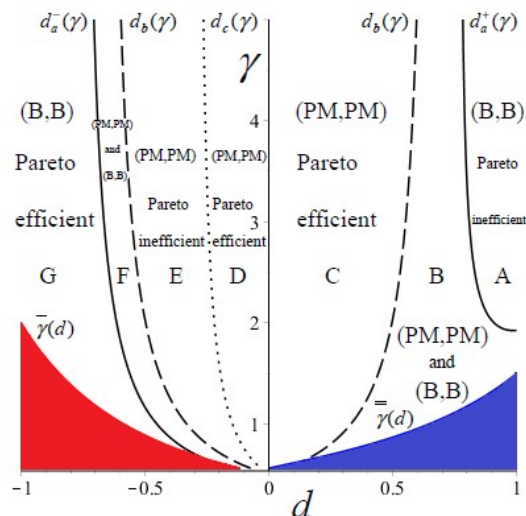 d_a^-(γ) d_b(γ) d_c(γ) d_b(γ) d_a^+(γ)
γ
(B,B) (PM,PM) and (B,B) (PM,PM) (PM,PM) (PM,PM) (B,B)
Pareto Pareto Pareto Pareto Pareto
efficient inefficient efficient efficient inefficient
G F E D C B A
γ̅(d)
(PM,PM)
and
(B,B)
γ̿(d)
4
3
2
1
-1 -0.5 0 0.5 1
d